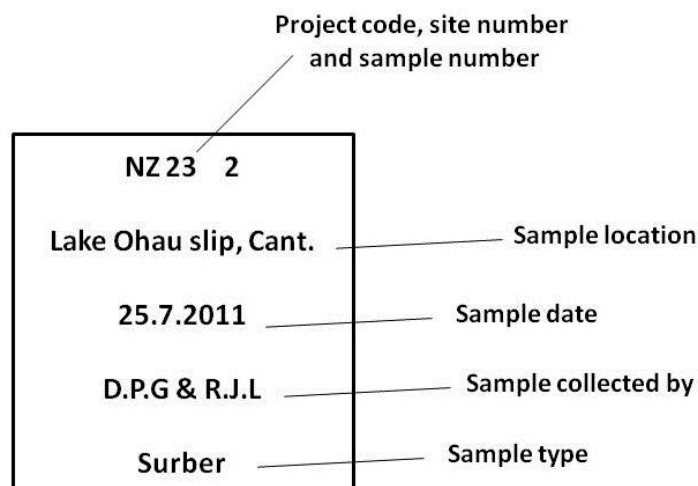 Project code, site number
and sample number
NZ 23 2
Lake Ohau slip, Cant.
Sample location
25.7.2011
Sample date
D.P.G & R.J.L
Sample collected by
Surber
Sample type